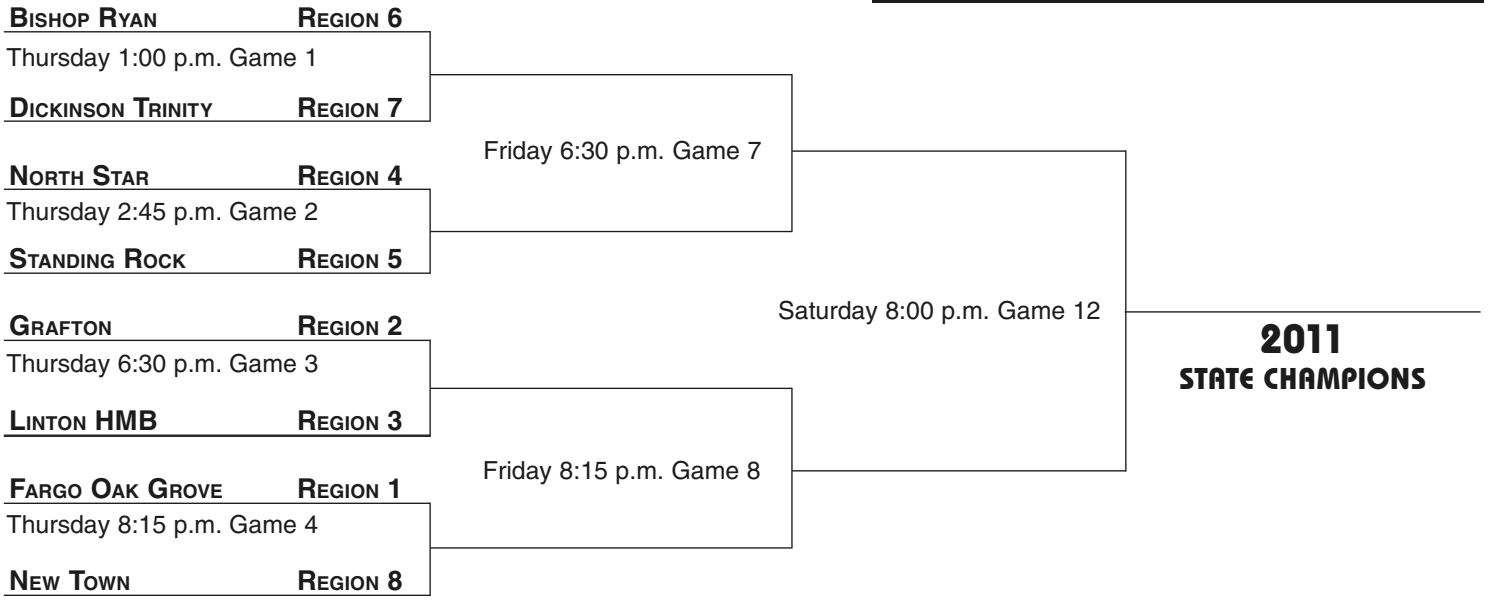 Bishop Ryan Region 6
Thursday 1:00 p.m. Game 1
Dickinson Trinity Region 7
Friday 6:30 p.m. Game 7
North Star Region 4
Thursday 2:45 p.m. Game 2
Standing Rock Region 5
Saturday 8:00 p.m. Game 12
Grafton Region 2
Thursday 6:30 p.m. Game 3
2011
STATE CHAMPIONS
Linton HMB Region 3
Friday 8:15 p.m. Game 8
Fargo Oak Grove Region 1
Thursday 8:15 p.m. Game 4
New Town Region 8